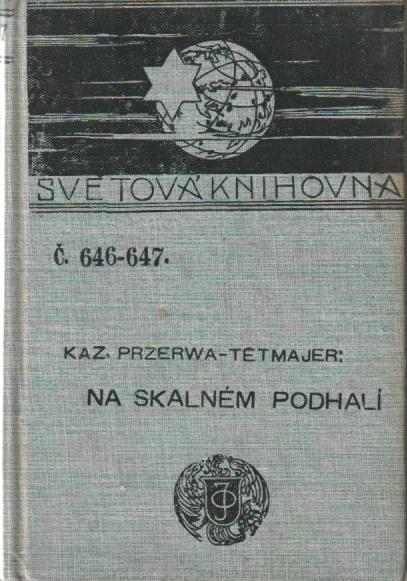 SVĚTOVÁ KNIHOVNA
Č. 646-647.
KAZ. PRZERWA-TETMAJER:
NA SKALNÉM PODHALÍ